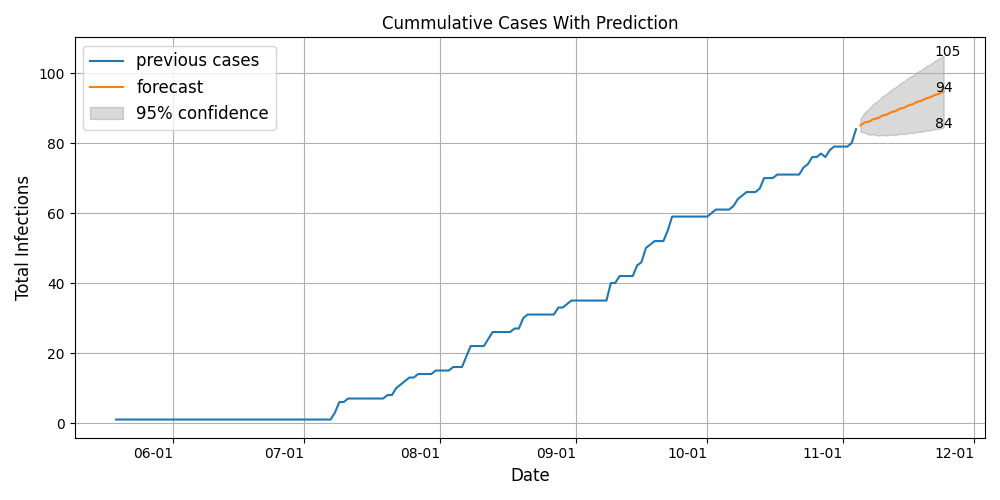 Cummulative Cases With Prediction
previous cases
forecast
95% confidence
105
94
84
100
80
60
40
20
0
Total Infections
06-01
07-01
08-01
09-01
10-01
11-01
12-01
Date